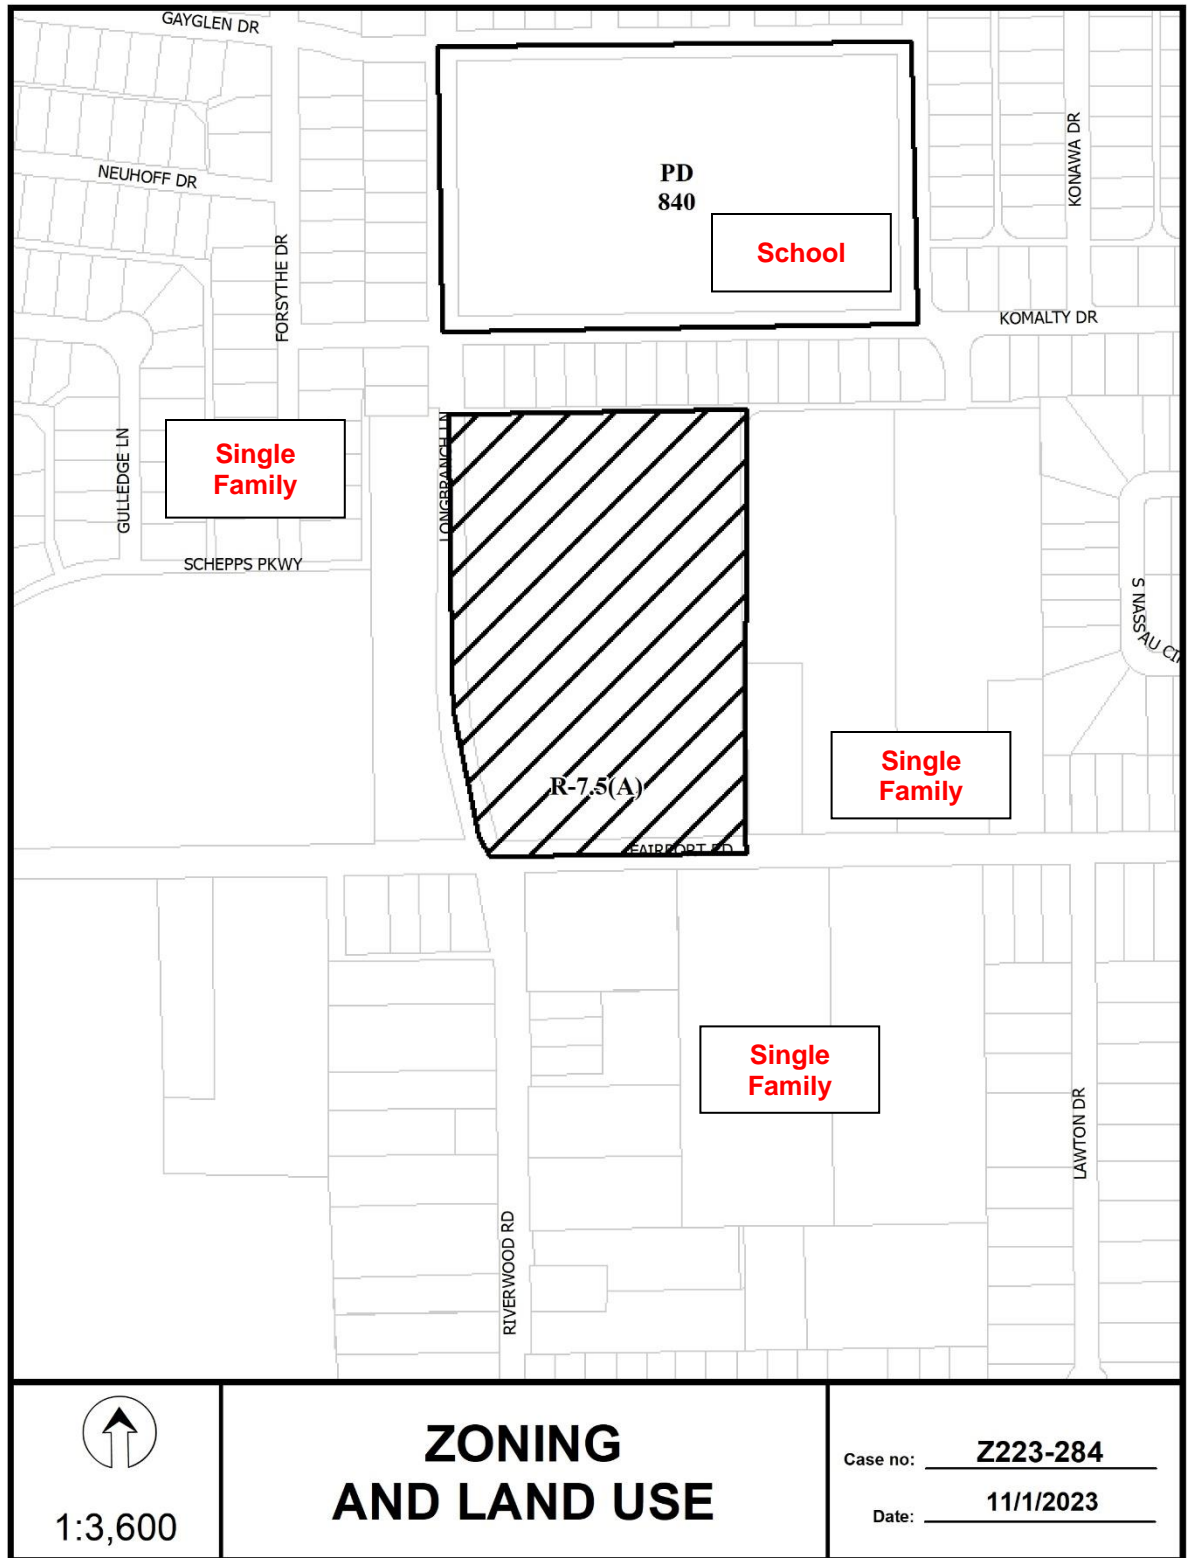 GAYGLEN DR
NEUHOFF DR
FORSYTHE DR
PD
840
School
KONAWA DR
KOMALTY DR
GULLEDGE LN
Single
Family
LONGBRANCH LN
SCHEPPS PKWY
S NASSAU CIR
R-7.5(A)
Single
Family
FAIRPORT RD
Single
Family
LAWTON DR
RIVERWOOD RD
1:3,600
ZONING
AND LAND USE
Case no: Z223-284
Date: 11/1/2023